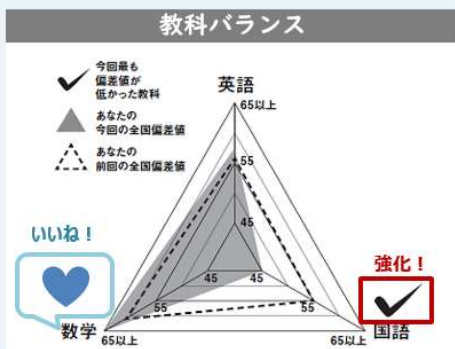 教科バランス
今回最も
偏差値が
低かった教科
あなたの
今回の全国偏差値
あなたの
前回の全国偏差値
英語
65以上
55
45
いいね！
45
45
強化！
55
55
数学
65以上
65以上
国語